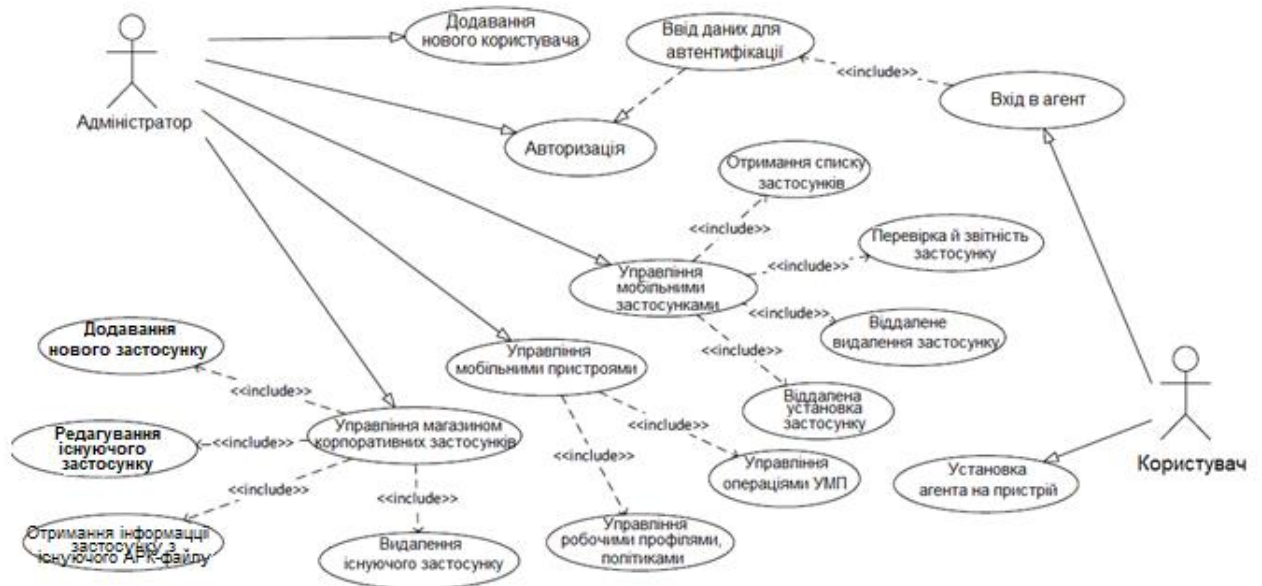 Додавання
нового користувача
Ввід даних для
автентифікації
<<include>>
Вхід в агент
Адміністратор
Авторизація
Отримання списку
застосунків
<<include>>
Перевірка й звітність
застосунку
<<include>>
Управління
мобільними
застосунками
<<include>>
Віддалене
видалення застосунку
<<include>>
Віддалена
установка
застосунку
Додавання
нового застосунку
<<include>>
Управління
мобільними пристроями
Редагування
існуючого
застосунку
<<include>>
Управління магазином
корпоративних застосунків
<<include>>
<<include>>
Управління
операціями УМП
Користувач
Установка
агента на пристрій
<<include>>
<<include>>
Отримання інформації
застосунку з
існуючого АРК-файлу
Видалення
існуючого застосунку
Управління
робочими профілями,
політиками